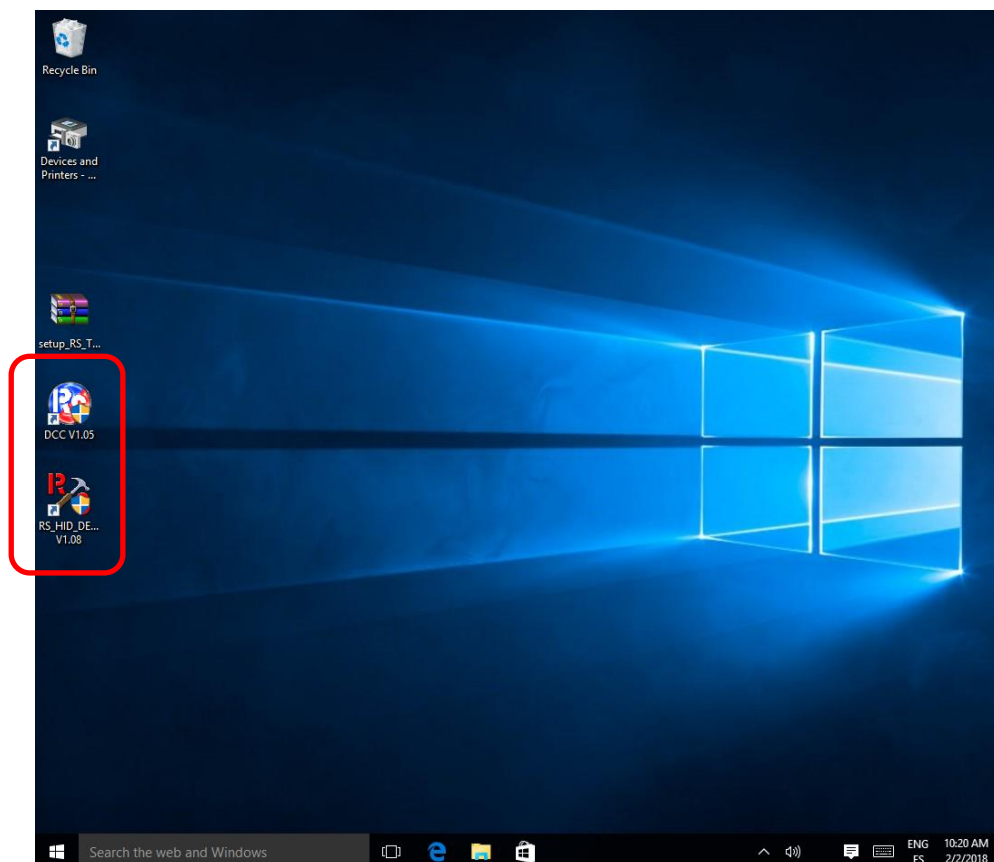 Recycle Bin
Devices and
Printers - ...
setup_RS_T...
DCC V1.05
RS_HID_DE...
V1.08
Search the web and Windows
ENG
10:20 AM
ES
2/2/2018